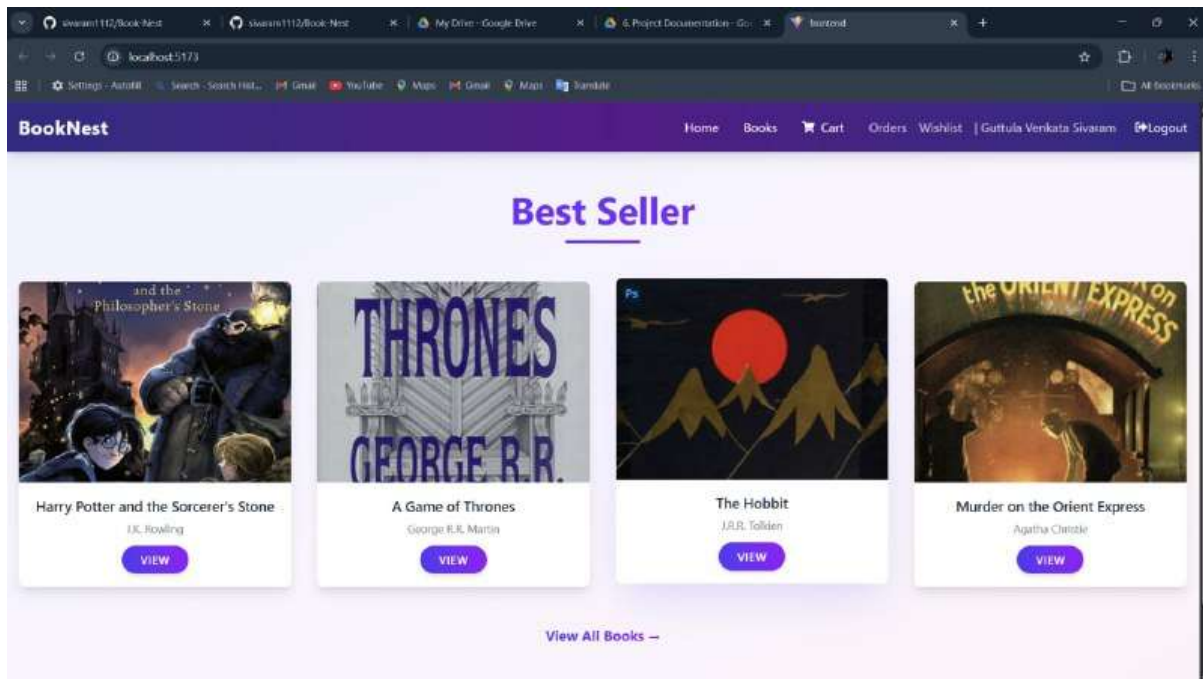 sivaram1112/Book-Nest
sivaram1112/Book-Nest
My Drive - Google Drive
6. Project Documentation - Go
frontend
localhost:5173
Settings - Autofill
Search - Search Hist...
Gmail
YouTube
Maps
Gmail
Maps
Translate
All Bookmarks
BookNest
Home
Books
Cart
Orders
Wishlist
| Guttula Venkata Sivaram
Logout
Best Seller
and the
Philosopher's Stone
THRONES
GEORGE R.R.
Ps
the ORIENT EXPRESS
Harry Potter and the Sorcerer's Stone
J.K. Rowling
VIEW
A Game of Thrones
George R.R. Martin
VIEW
The Hobbit
J.R.R. Tolkien
VIEW
Murder on the Orient Express
Agatha Christie
VIEW
View All Books →